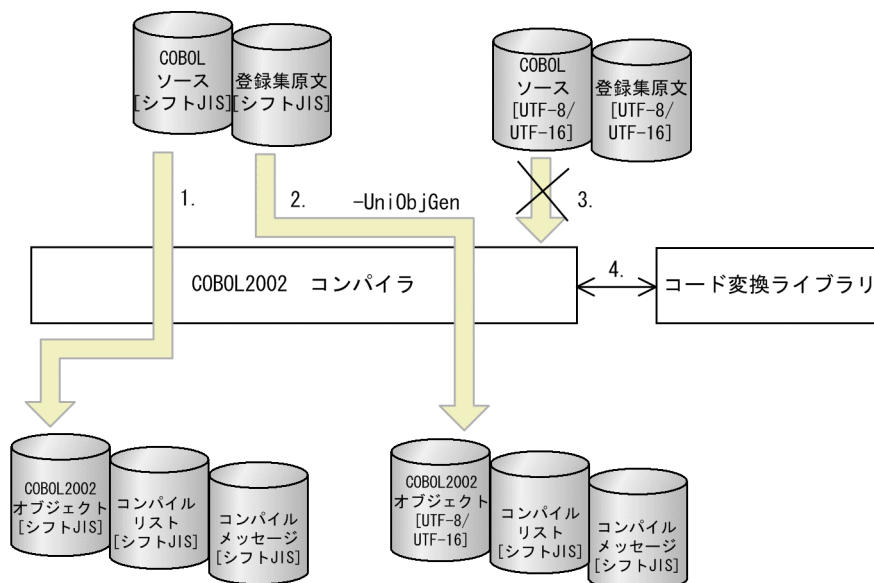 COBOL
ソース
[シフトJIS]
登録集原文
[シフトJIS]
COBOL
ソース
[UTF-8/
UTF-16]
登録集原文
[UTF-8/
UTF-16]
1.
2.
-UniObjGen
3.
COBOL2002 コンパイラ
4.
コード変換ライブラリ
COBOL2002
オブジェクト
[シフトJIS]
コンパイル
リスト
[シフトJIS]
コンパイル
メッセージ
[シフトJIS]
COBOL2002
オブジェクト
[UTF-8/
UTF-16]
コンパイル
リスト
[シフトJIS]
コンパイル
メッセージ
[シフトJIS]